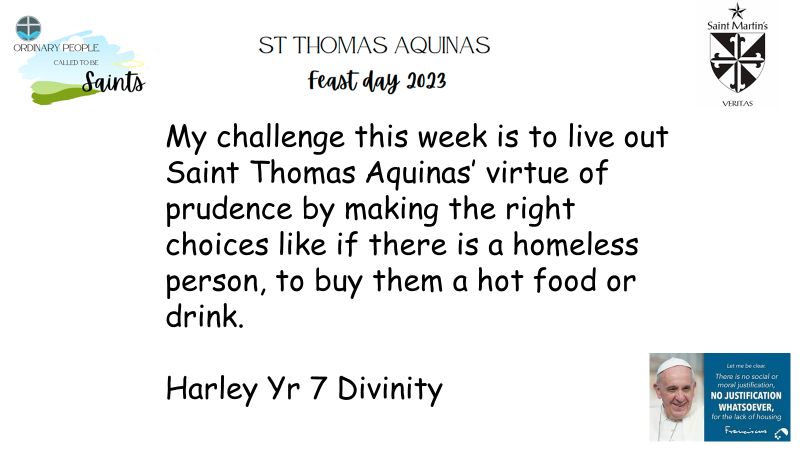 ORDINARY PEOPLE
CALLED TO BE
Saints
ST THOMAS AQUINAS
Feast day 2023
Saint Martin's
VERITAS
My challenge this week is to live out
Saint Thomas Aquinas’ virtue of
prudence by making the right
choices like if there is a homeless
person, to buy them a hot food or
drink.
Harley Yr 7 Divinity
Let me be clear.
There is no social or
moral justification,
NO JUSTIFICATION
WHATSOEVER,
for the lack of housing.
Franciscus